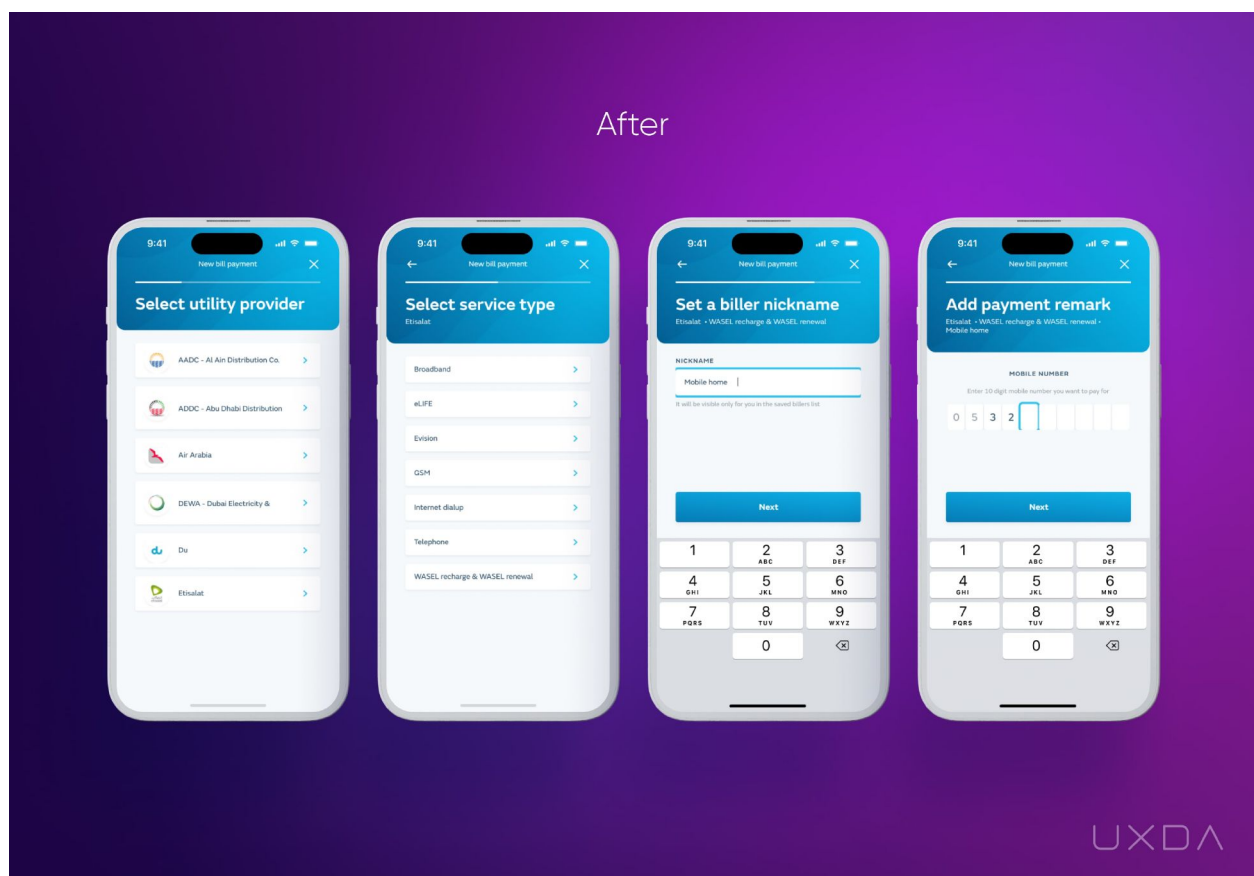 After
9:41
New bill payment
Select utility provider
AADC - Al Ain Distribution Co.
ADDC - Abu Dhabi Distribution
Air Arabia
DEWA - Dubai Electricity &
du
Du
Etisalat
9:41
New bill payment
Select service type
Etisalat
Broadband
eLIFE
Evision
GSM
Internet dialup
Telephone
WASEL recharge & WASEL renewal
9:41
New bill payment
Set a biller nickname
Etisalat • WASEL recharge & WASEL renewal
NICKNAME
Mobile home
It will be visible only for you in the saved billers list
Next
1 2 3
ABC DEF
4 5 6
GHI JKL MNO
7 8 9
PQRS TUV WXYZ
0
9:41
New bill payment
Add payment remark
Etisalat • WASEL recharge & WASEL renewal •
Mobile home
MOBILE NUMBER
Enter 10 digit mobile number you want to pay for
0 5 3 2
Next
1 2 3
ABC DEF
4 5 6
GHI JKL MNO
7 8 9
PQRS TUV WXYZ
0
UXDA